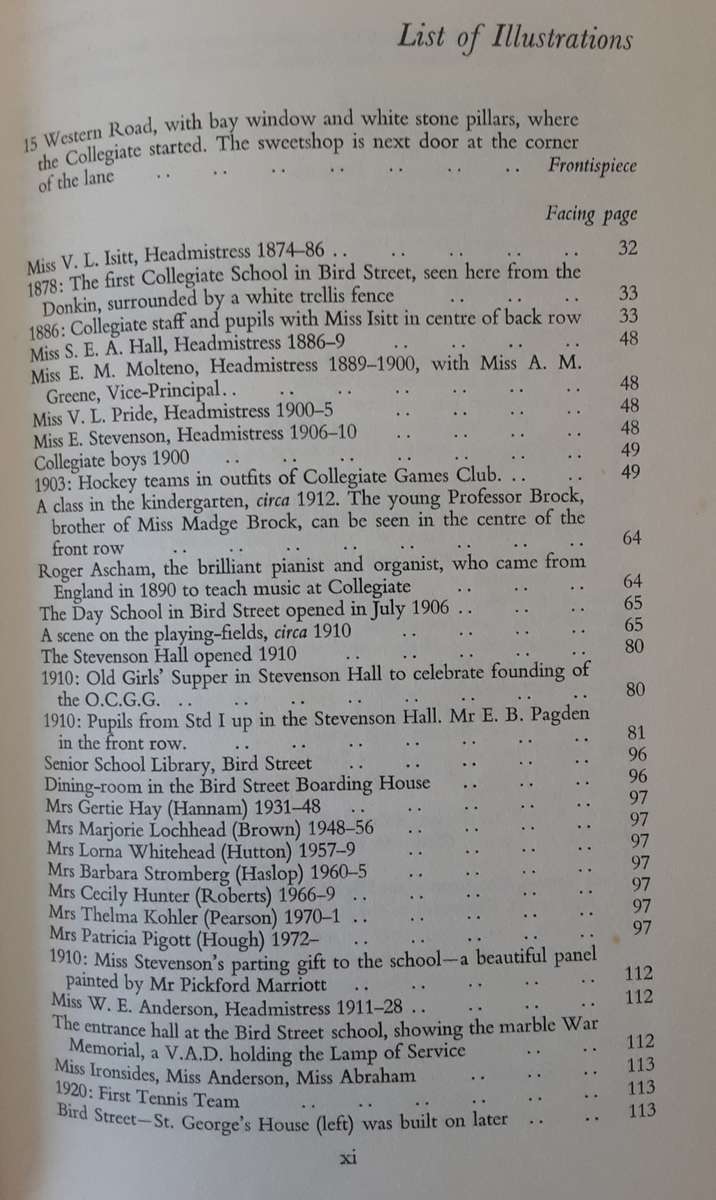 List of Illustrations
15 Western Road, with bay window and white stone pillars, where
the Collegiate started. The sweetshop is next door at the corner
of the lane .. .. .. .. .. .. .. Frontispiece
Facing page
Miss V. L. Isitt, Headmistress 1874–86 .. .. .. .. .. 32
1878: The first Collegiate School in Bird Street, seen here from the
Donkin, surrounded by a white trellis fence .. .. .. 33
1886: Collegiate staff and pupils with Miss Isitt in centre of back row 33
Miss S. E. A. Hall, Headmistress 1886–9 .. .. .. .. 48
Miss E. M. Molteno, Headmistress 1889–1900, with Miss A. M.
Greene, Vice-Principal.. .. .. .. .. .. .. 48
Miss V. L. Pride, Headmistress 1900–5 .. .. .. .. 48
Miss E. Stevenson, Headmistress 1906–10 .. .. .. .. 48
Collegiate boys 1900 .. .. .. .. .. .. .. 49
1903: Hockey teams in outfits of Collegiate Games Club. .. .. 49
A class in the kindergarten, circa 1912. The young Professor Brock,
brother of Miss Madge Brock, can be seen in the centre of the
front row .. .. .. .. .. .. .. .. 64
Roger Ascham, the brilliant pianist and organist, who came from
England in 1890 to teach music at Collegiate .. .. .. 64
The Day School in Bird Street opened in July 1906 .. .. .. 65
A scene on the playing-fields, circa 1910 .. .. .. .. 65
The Stevenson Hall opened 1910 .. .. .. .. .. 80
1910: Old Girls' Supper in Stevenson Hall to celebrate founding of
the O.C.G.G. .. .. .. .. .. .. .. .. 80
1910: Pupils from Std I up in the Stevenson Hall. Mr E. B. Pagden
in the front row. .. .. .. .. .. .. .. 81
Senior School Library, Bird Street .. .. .. .. .. 96
Dining-room in the Bird Street Boarding House .. .. .. 96
Mrs Gertie Hay (Hannam) 1931–48 .. .. .. .. .. 97
Mrs Marjorie Lochhead (Brown) 1948–56 .. .. .. .. 97
Mrs Lorna Whitehead (Hutton) 1957–9 .. .. .. .. 97
Mrs Barbara Stromberg (Haslop) 1960–5 .. .. .. .. 97
Mrs Cecily Hunter (Roberts) 1966–9 .. .. .. .. .. 97
Mrs Thelma Kohler (Pearson) 1970–1 .. .. .. .. .. 97
Mrs Patricia Pigott (Hough) 1972– .. .. .. .. .. 97
1910: Miss Stevenson's parting gift to the school—a beautiful panel
painted by Mr Pickford Marriott .. .. .. .. .. 112
Miss W. E. Anderson, Headmistress 1911–28 .. .. .. .. 112
The entrance hall at the Bird Street school, showing the marble War
Memorial, a V.A.D. holding the Lamp of Service .. .. 112
Miss Ironsides, Miss Anderson, Miss Abraham .. .. .. 113
1920: First Tennis Team .. .. .. .. .. .. 113
Bird Street—St. George's House (left) was built on later .. .. 113
xi